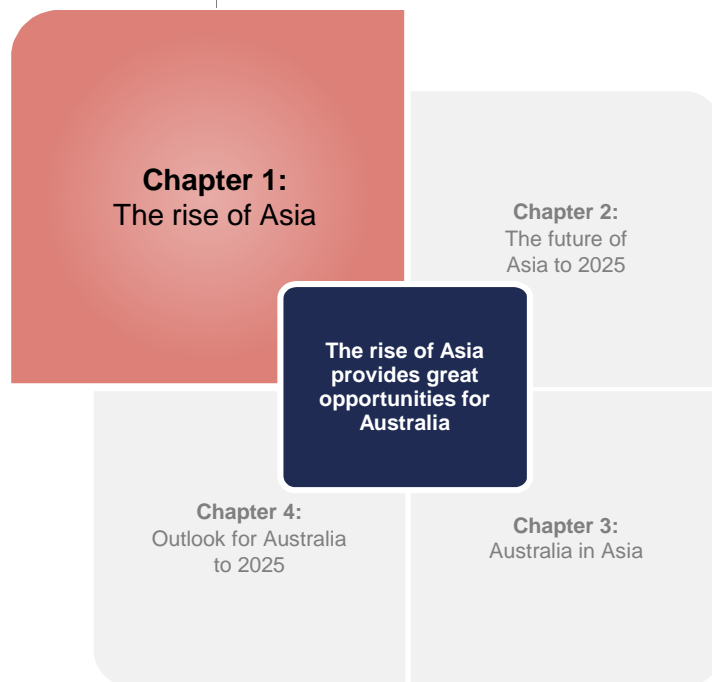 Chapter 1:
The rise of Asia
Chapter 2:
The future of
Asia to 2025
The rise of Asia
provides great
opportunities for
Australia
Chapter 4:
Outlook for Australia
to 2025
Chapter 3:
Australia in Asia